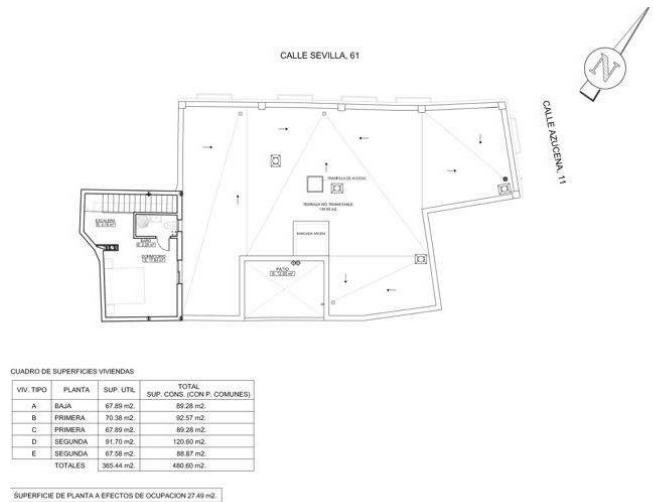 CALLE SEVILLA, 61
N
CALLE AZUCENA, 11
TRAMPILLA DE ACCESO
TERRAZA NO TRANSITABLE
BANCADA APOYO
ESCALERA
BAÑO
DORMITORIO
PATIO
CUADRO DE SUPERFICIES VIVIENDAS
VIV. TIPO PLANTA SUP. UTIL TOTAL SUP. CONS. (CON P. COMUNES)
A BAJA 67.89 m2. 89.28 m2.
B PRIMERA 70.38 m2. 92.57 m2.
C PRIMERA 67.89 m2. 89.28 m2.
D SEGUNDA 91.70 m2. 120.60 m2.
E SEGUNDA 67.58 m2. 88.87 m2.
TOTALES 365.44 m2. 480.60 m2.
SUPERFICIE DE PLANTA A EFECTOS DE OCUPACION 27.49 m2.